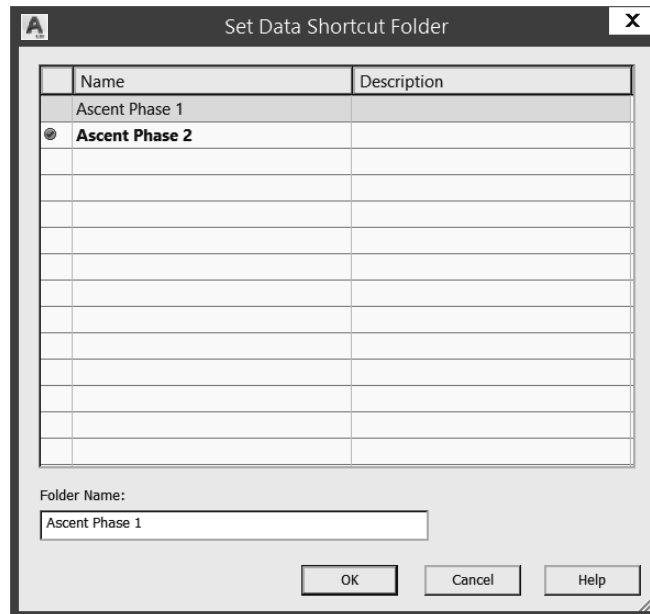 Set Data Shortcut Folder
X
Name Description
Ascent Phase 1
Ascent Phase 2
Folder Name:
Ascent Phase 1
OK Cancel Help